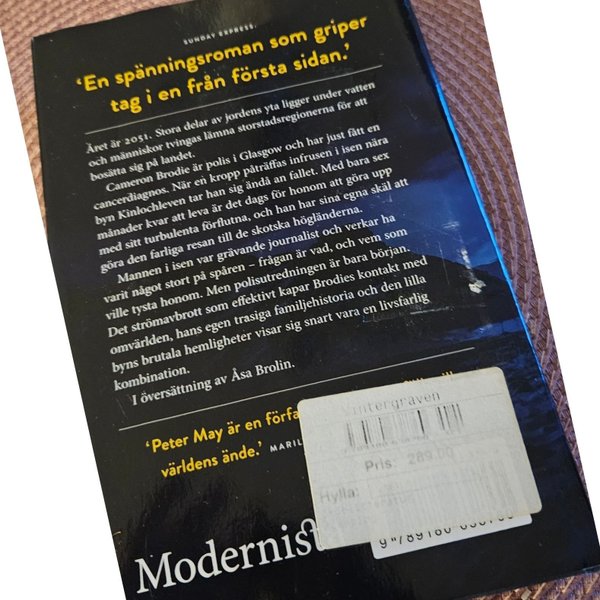 SUNDAY EXPRESS.
'En spänningsroman som griper
tag i en från första sidan.'
Året är 2051. Stora delar av jordens yta ligger under vatten
och människor tvingas lämna storstadsregionerna för att
bosätta sig på landet.
Cameron Brodie är polis i Glasgow och har just fått en
cancerdiagnos. När en kropp påträffas infrusen i isen nära
byn Kinlochleven tar han sig ändå an fallet. Med bara sex
månader kvar att leva är det dags för honom att göra upp
med sitt turbulenta förflutna, och han har sina egna skäl att
göra den farliga resan till de skotska högländerna.
Mannen i isen var grävande journalist och verkar ha
varit något stort på spåren – frågan är vad, och vem som
ville tysta honom. Men polisutredningen är bara början.
Det strömavbrott som effektivt kapar Brodies kontakt med
omvärlden, hans egen trasiga familjehistoria och den lilla
byns brutala hemligheter visar sig snart vara en livsfarlig
kombination.
I översättning av Åsa Brolin.
'Peter May är en förfa
världens ände.' MARIL
intergraven
Pris: 289.00
Hylla:
Modernist